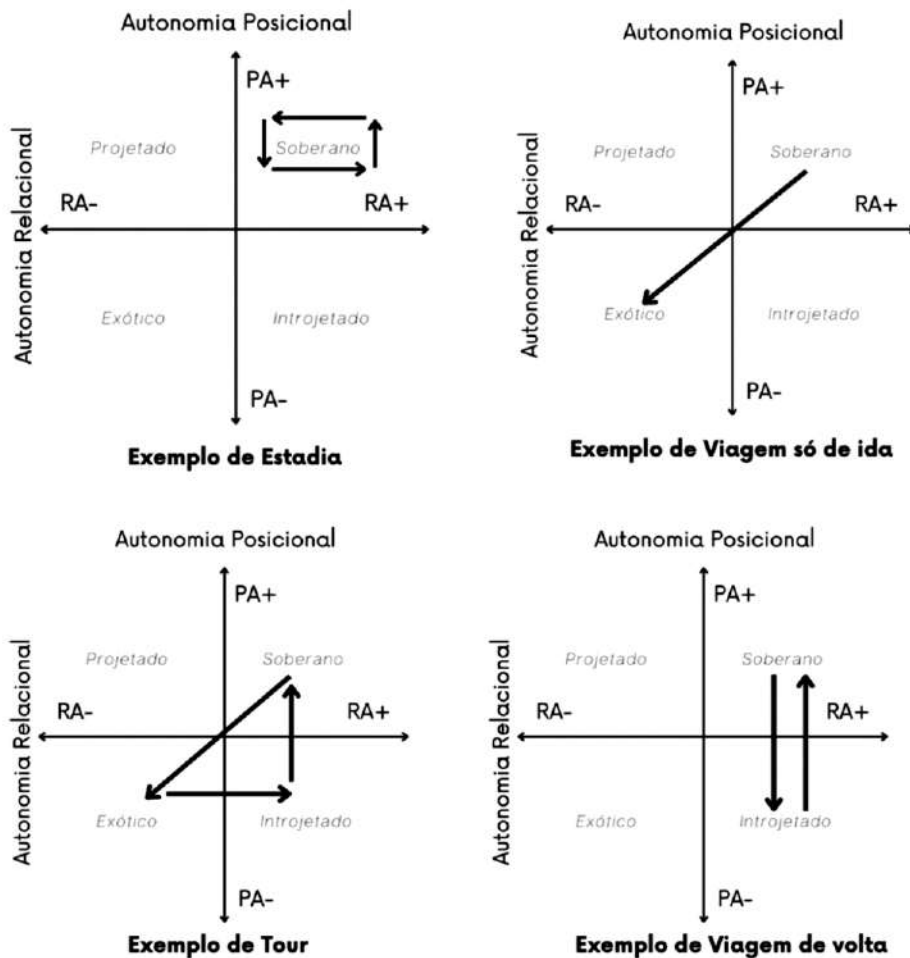 Autonomia Posicional
PA+
Projetado
Soberano
RA-
RA+
Autonomia Relacional
Exótico
Introjetado
PA-
Exemplo de Estadia
Autonomia Posicional
PA+
Projetado
Soberano
RA-
RA+
Autonomia Relacional
Exótico
Introjetado
PA-
Exemplo de Viagem só de ida
Autonomia Posicional
PA+
Projetado
Soberano
RA-
RA+
Autonomia Relacional
Exótico
Introjetado
PA-
Exemplo de Tour
Autonomia Posicional
PA+
Projetado
Soberano
RA-
RA+
Autonomia Relacional
Exótico
Introjetado
PA-
Exemplo de Viagem de volta